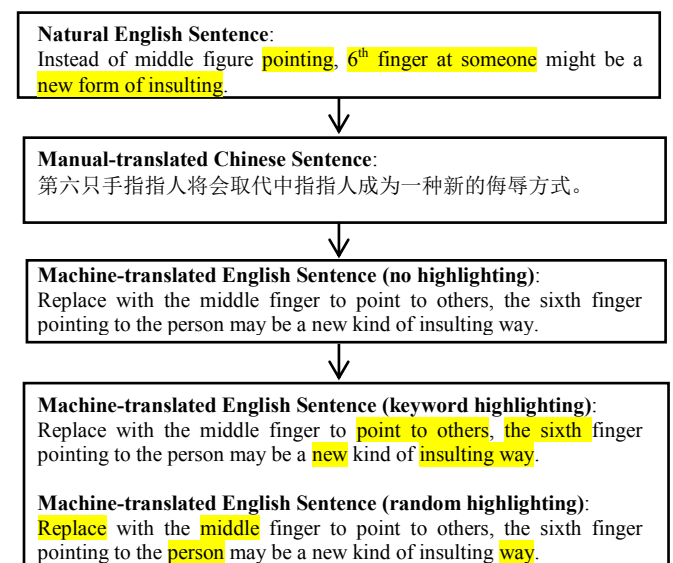 Natural English Sentence:
Instead of middle figure pointing, 6th finger at someone might be a
new form of insulting.
Manual-translated Chinese Sentence:
第六只手指指人将会取代中指指人成为一种新的侮辱方式。
Machine-translated English Sentence (no highlighting):
Replace with the middle finger to point to others, the sixth finger
pointing to the person may be a new kind of insulting way.
Machine-translated English Sentence (keyword highlighting):
Replace with the middle finger to point to others, the sixth finger
pointing to the person may be a new kind of insulting way.
Machine-translated English Sentence (random highlighting):
Replace with the middle finger to point to others, the sixth finger
pointing to the person may be a new kind of insulting way.